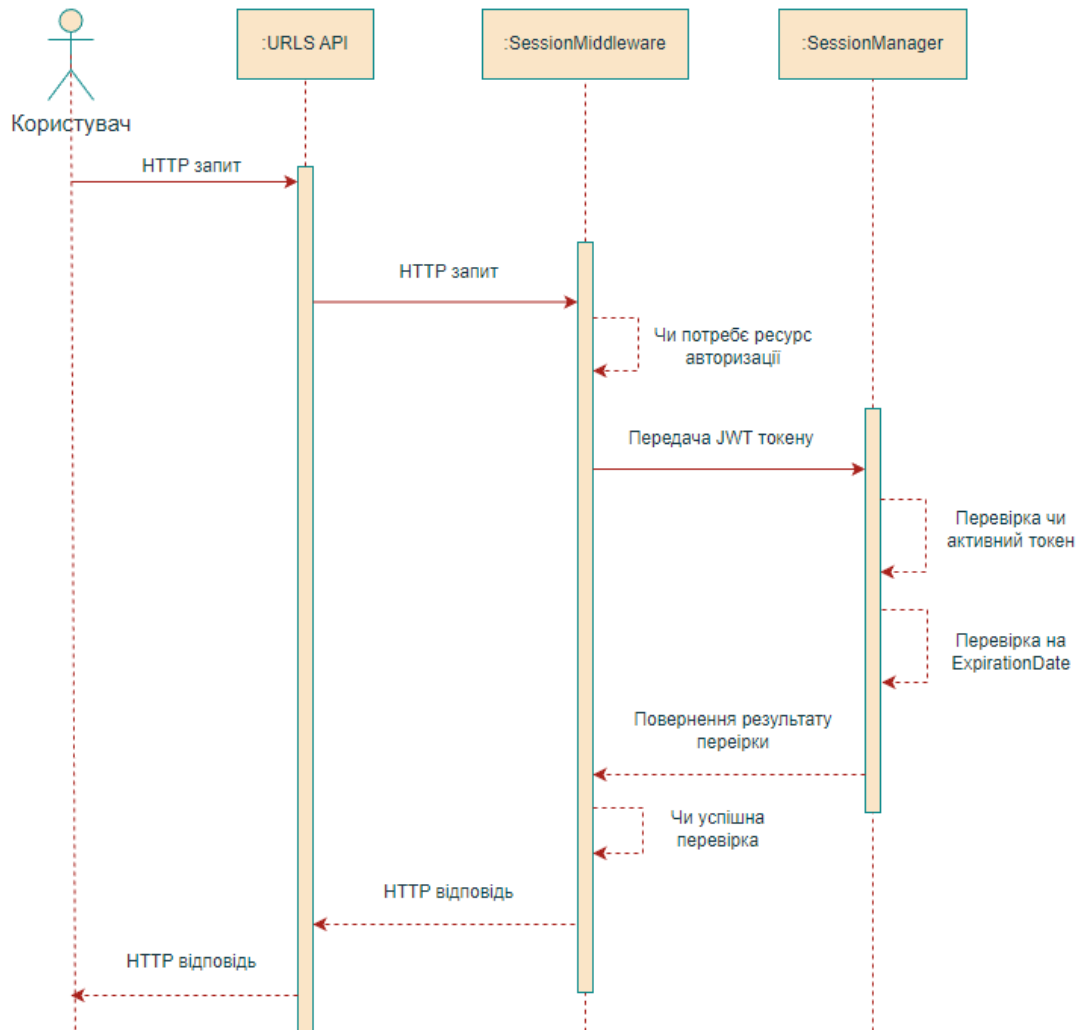 :URLS API
:SessionMiddleware
:SessionManager
Користувач
HTTP запит
HTTP запит
Чи потребє ресурс
авторизації
Передача JWT токену
Перевірка чи
активний токен
Перевірка на
ExpirationDate
Повернення результату
переірки
Чи успішна
перевірка
HTTP відповідь
HTTP відповідь